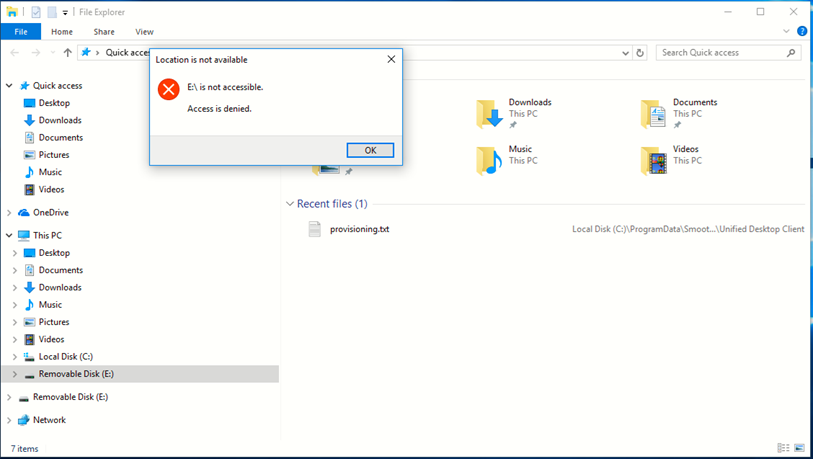 File Explorer
File
Home
Share
View
Quick acces
Search Quick access
Location is not available
E:\ is not accessible.
Access is denied.
OK
Quick access
Desktop
Downloads
Documents
Pictures
Music
Videos
OneDrive
This PC
Desktop
Documents
Downloads
Music
Pictures
Videos
Local Disk (C:)
Removable Disk (E:)
Removable Disk (E:)
Network
Downloads
This PC
Documents
This PC
Music
This PC
Videos
This PC
Recent files (1)
provisioning.txt
Local Disk (C:)\ProgramData\Smoot...\Unified Desktop Client
7 items